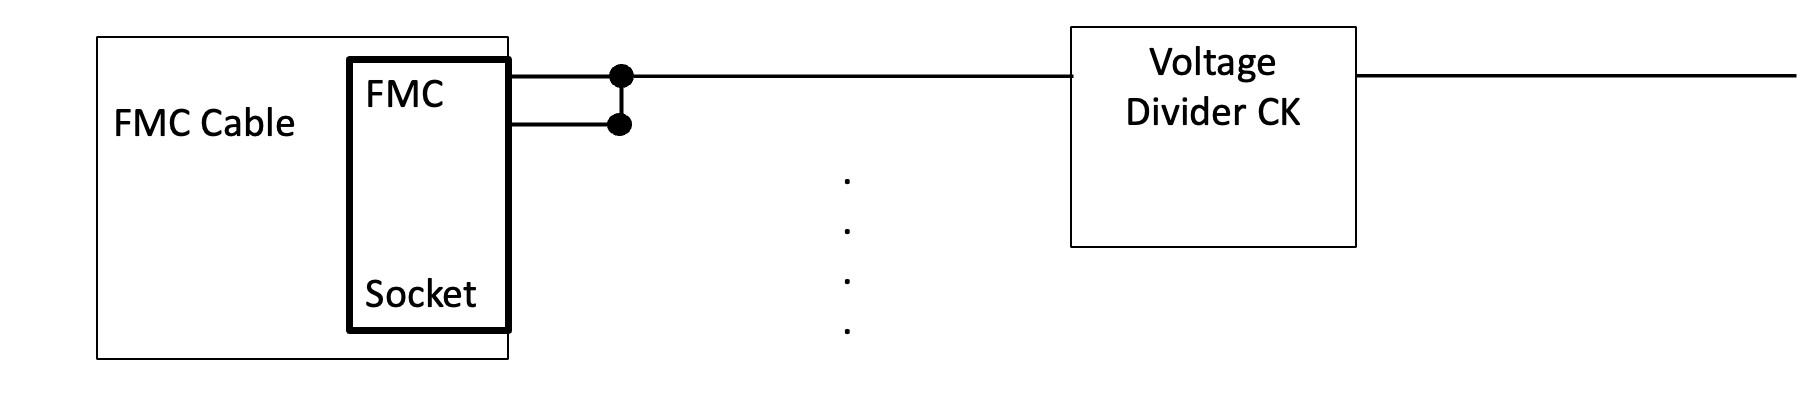 FMC Cable
FMC
Socket
Voltage
Divider CK